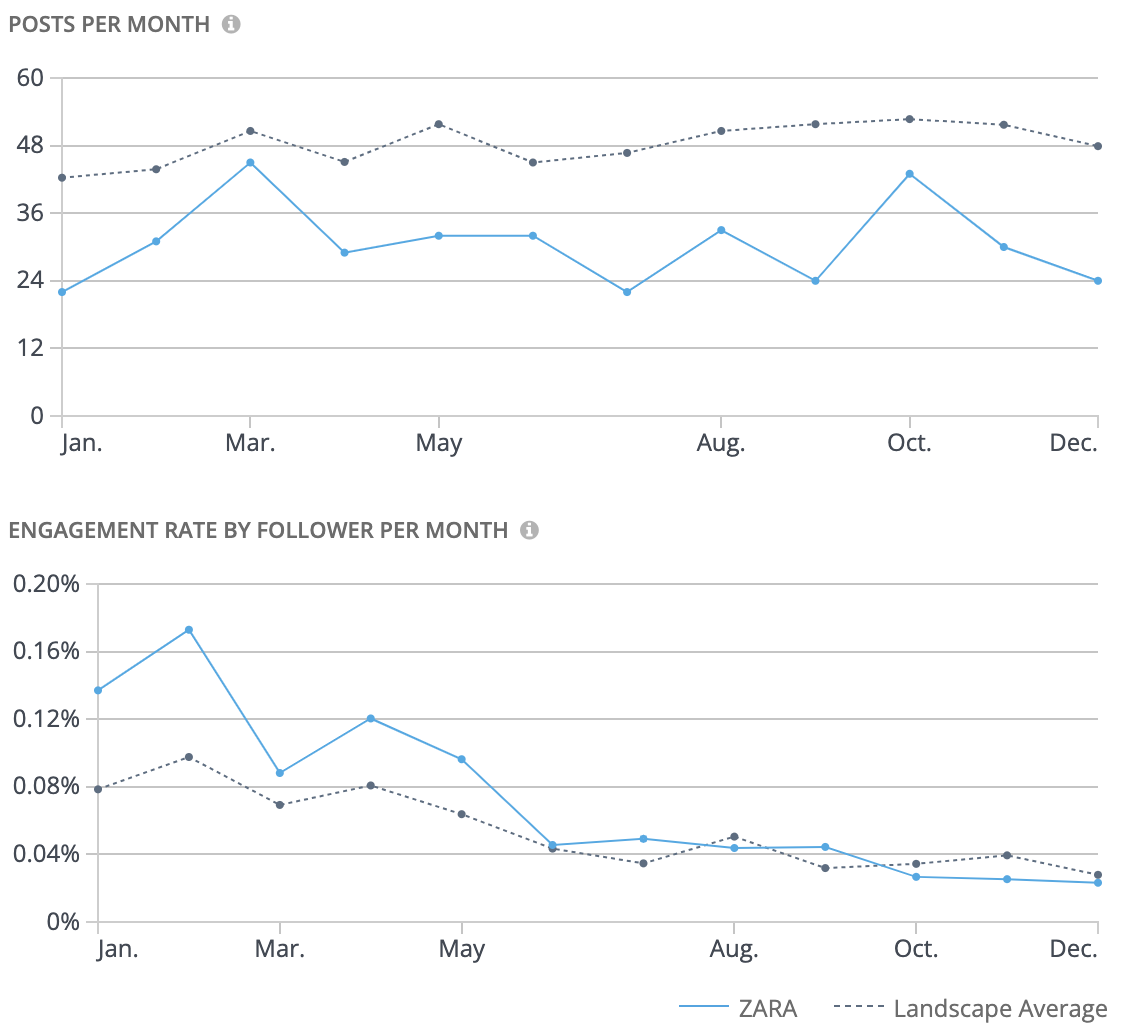 POSTS PER MONTH
60
48
36
24
12
0
Jan. Mar. May Aug. Oct. Dec.
ENGAGEMENT RATE BY FOLLOWER PER MONTH
0.20%
0.16%
0.12%
0.08%
0.04%
0%
Jan. Mar. May Aug. Oct. Dec.
ZARA Landscape Average